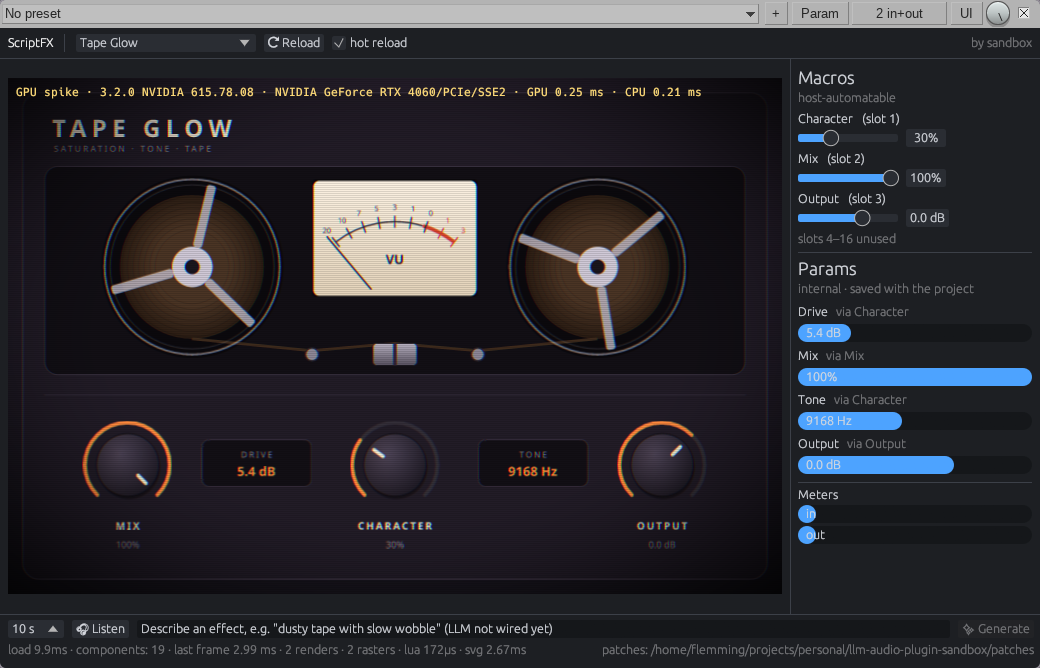 No preset + Param 2 in+out UI
ScriptFX Tape Glow Reload hot reload by sandbox
GPU spike · 3.2.0 NVIDIA 615.78.08 · NVIDIA GeForce RTX 4060/PCIe/SSE2 · GPU 0.25 ms · CPU 0.21 ms
TAPE GLOW
SATURATION · TONE · TAPE
20 10 7 5 3 1 0 1 3
VU
DRIVE
5.4 dB
TONE
9168 Hz
MIX
100%
CHARACTER
30%
OUTPUT
0.0 dB
Macros
host-automatable
Character (slot 1)
30%
Mix (slot 2)
100%
Output (slot 3)
0.0 dB
slots 4–16 unused
Params
internal · saved with the project
Drive via Character
5.4 dB
Mix via Mix
100%
Tone via Character
9168 Hz
Output via Output
0.0 dB
Meters
in
out
10 s Listen Describe an effect, e.g. "dusty tape with slow wobble" (LLM not wired yet) Generate
load 9.9ms · components: 19 · last frame 2.99 ms · 2 renders · 2 rasters · lua 172µs · svg 2.67ms patches: /home/flemming/projects/personal/llm-audio-plugin-sandbox/patches